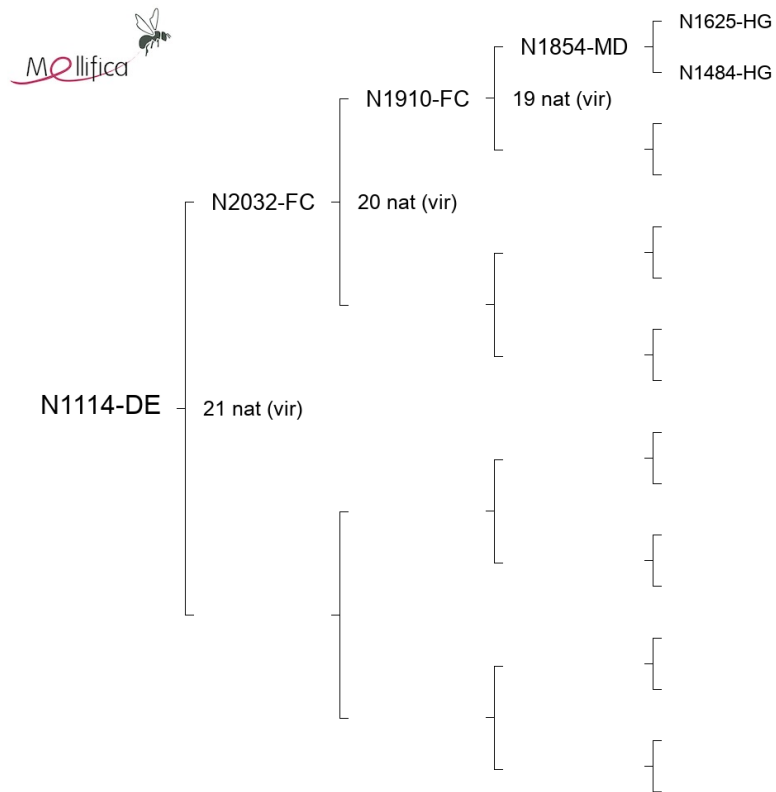 Mellifica
N1625-HG
N1854-MD
N1484-HG
N1910-FC
19 nat (vir)
N2032-FC
20 nat (vir)
N1114-DE
21 nat (vir)